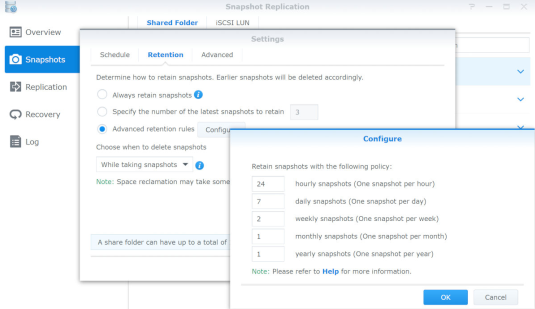 Snapshot Replication
Overview
Snapshots
Replication
Recovery
Log
Shared Folder
iSCSI LUN
Settings
Schedule
Retention
Advanced
Determine how to retain snapshots. Earlier snapshots will be deleted accordingly.
Always retain snapshots
Specify the number of the latest snapshots to retain 3
Advanced retention rules
Choose when to delete snapshots
While taking snapshots
Note: Space reclamation may take some
A share folder can have up to a total of
Configure
Retain snapshots with the following policy:
24 hourly snapshots (One snapshot per hour)
7 daily snapshots (One snapshot per day)
2 weekly snapshots (One snapshot per week)
1 monthly snapshots (One snapshot per month)
1 yearly snapshots (One snapshot per year)
Note: Please refer to Help for more information.
OK
Cancel